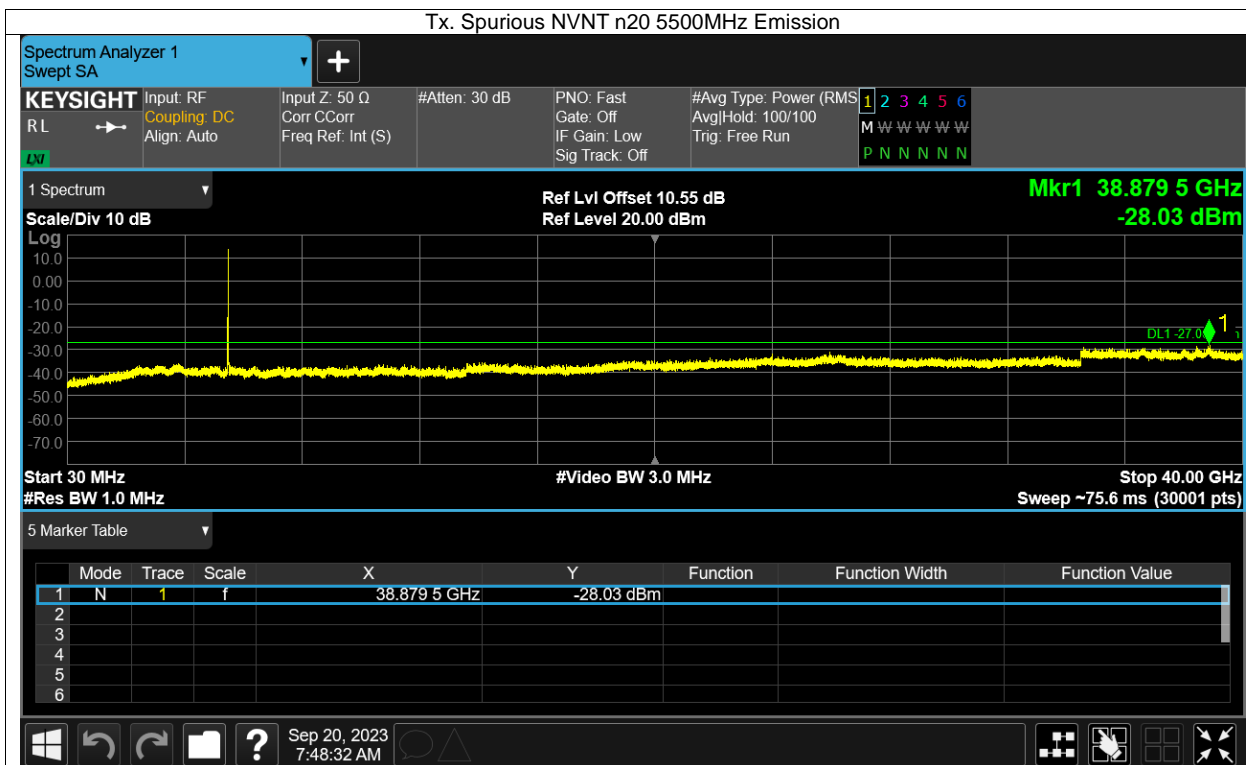 Tx. Spurious NVNT n20 5500MHz Emission
Spectrum Analyzer 1
Swept SA
+
KEYSIGHT
RL
LXI
Input: RF
Coupling: DC
Align: Auto
Input Z: 50 Ω
Corr CCorr
Freq Ref: Int (S)
#Atten: 30 dB
PNO: Fast
Gate: Off
IF Gain: Low
Sig Track: Off
#Avg Type: Power (RMS
Avg|Hold: 100/100
Trig: Free Run
1 2 3 4 5 6
M W W W W W
P N N N N N
1 Spectrum
Scale/Div 10 dB
Ref Lvl Offset 10.55 dB
Ref Level 20.00 dBm
Mkr1 38.879 5 GHz
-28.03 dBm
Log
10.0
0.00
-10.0
-20.0
-30.0
-40.0
-50.0
-60.0
-70.0
DL1 -27.0
1
Start 30 MHz
#Res BW 1.0 MHz
#Video BW 3.0 MHz
Stop 40.00 GHz
Sweep ~75.6 ms (30001 pts)
5 Marker Table
Mode Trace Scale X Y Function Function Width Function Value
1 N 1 f 38.879 5 GHz -28.03 dBm
2
3
4
5
6
?
Sep 20, 2023
7:48:32 AM